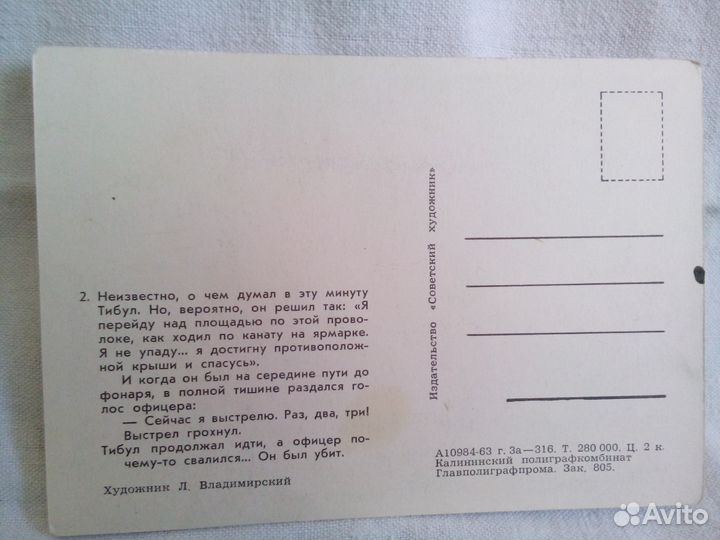 2. Неизвестно, о чем думал в эту минуту
Тибул. Но, вероятно, он решил так: «Я
перейду над площадью по этой прово-
локе, как ходил по канату на ярмарке.
Я не упаду... я достигну противополож-
ной крыши и спасусь».
И когда он был на середине пути до
фонаря, в полной тишине раздался го-
лос офицера:
— Сейчас я выстрелю. Раз, два, три!
Выстрел грохнул.
Тибул продолжал идти, а офицер по-
чему-то свалился... Он был убит.
Художник Л. Владимирский
Издательство «Советский художник»
А10984-63 г. За—316. Т. 280 000. Ц. 2 к.
Калининский полиграфкомбинат
Главполиграфпрома. Зак. 805.
Avito